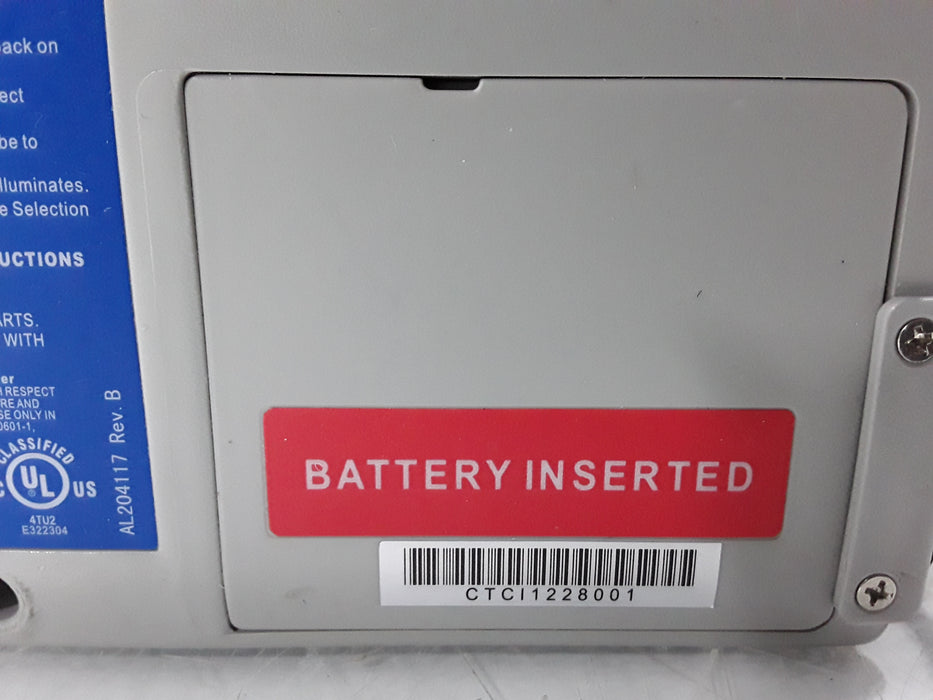 back on
ect
be to
lluminates.
e Selection
UCTIONS
ARTS.
WITH
er
H RESPECT
RE AND
SE ONLY IN
0601-1,
CLASSIFIED
C UL US
®
4TU2
E322304
AL204117 Rev. B
BATTERY INSERTED
CTCI1228001